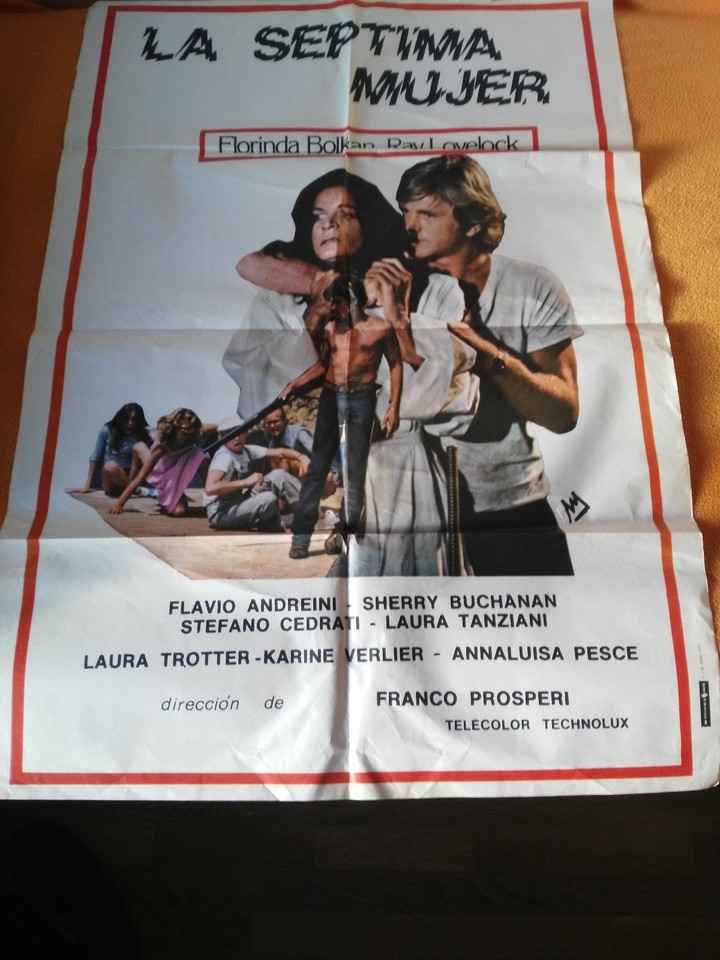 LA SEPTIMA
MUJER
Florinda Bolkan Ray Lovelock
AM
FLAVIO ANDREINI - SHERRY BUCHANAN
STEFANO CEDRATI - LAURA TANZIANI
LAURA TROTTER - KARINE VERLIER - ANNALUISA PESCE
dirección de FRANCO PROSPERI
TELECOLOR TECHNOLUX